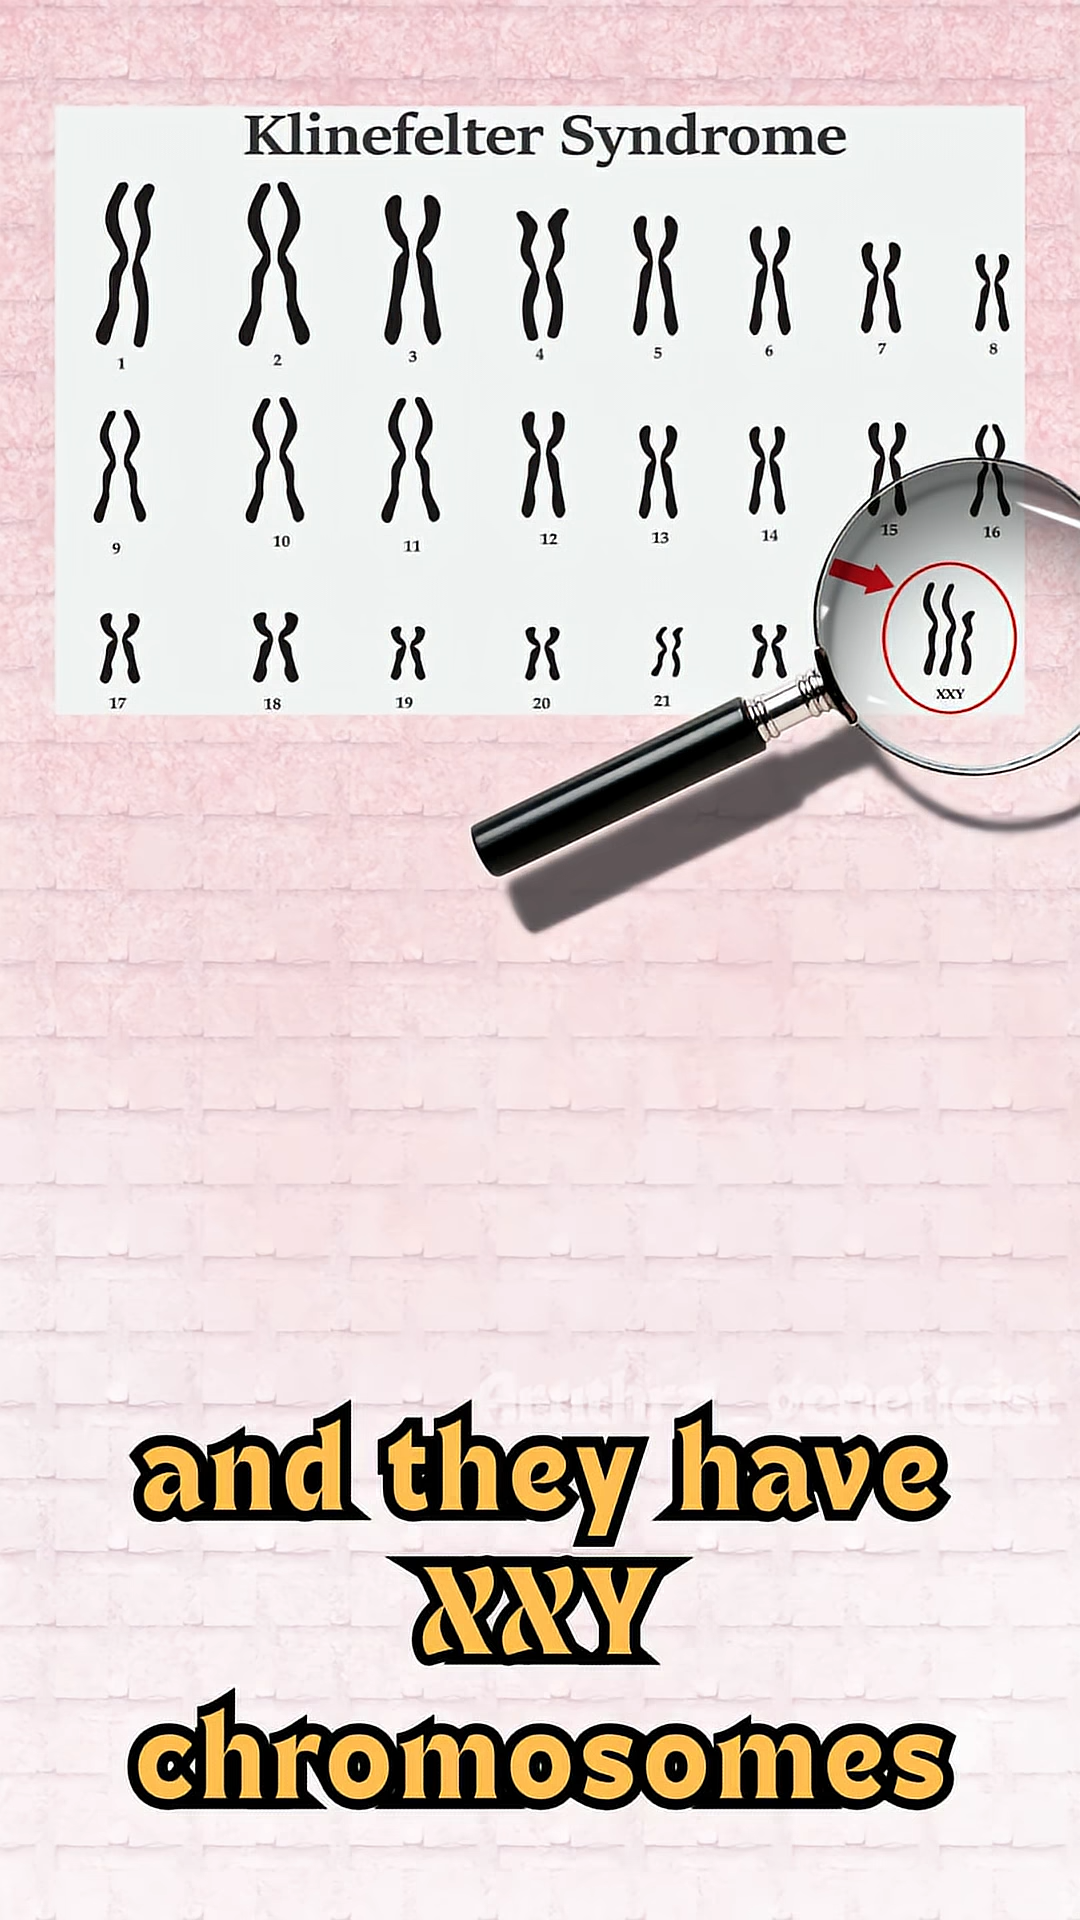 Klinefelter Syndrome
1 2 3 4 5 6 7 8
9 10 11 12 13 14 15 16
17 18 19 20 21
XXY
geneticist
and they have
XXY
chromosomes